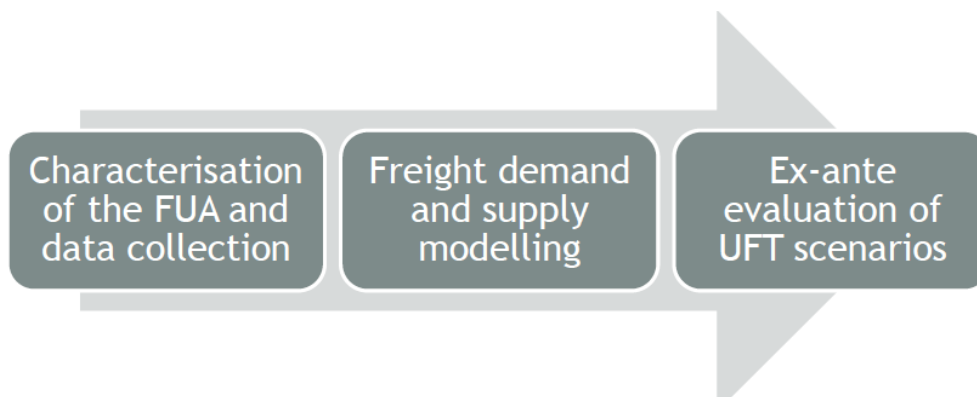 Characterisation
of the FUA and
data collection
Freight demand
and supply
modelling
Ex-ante
evaluation of
UFT scenarios